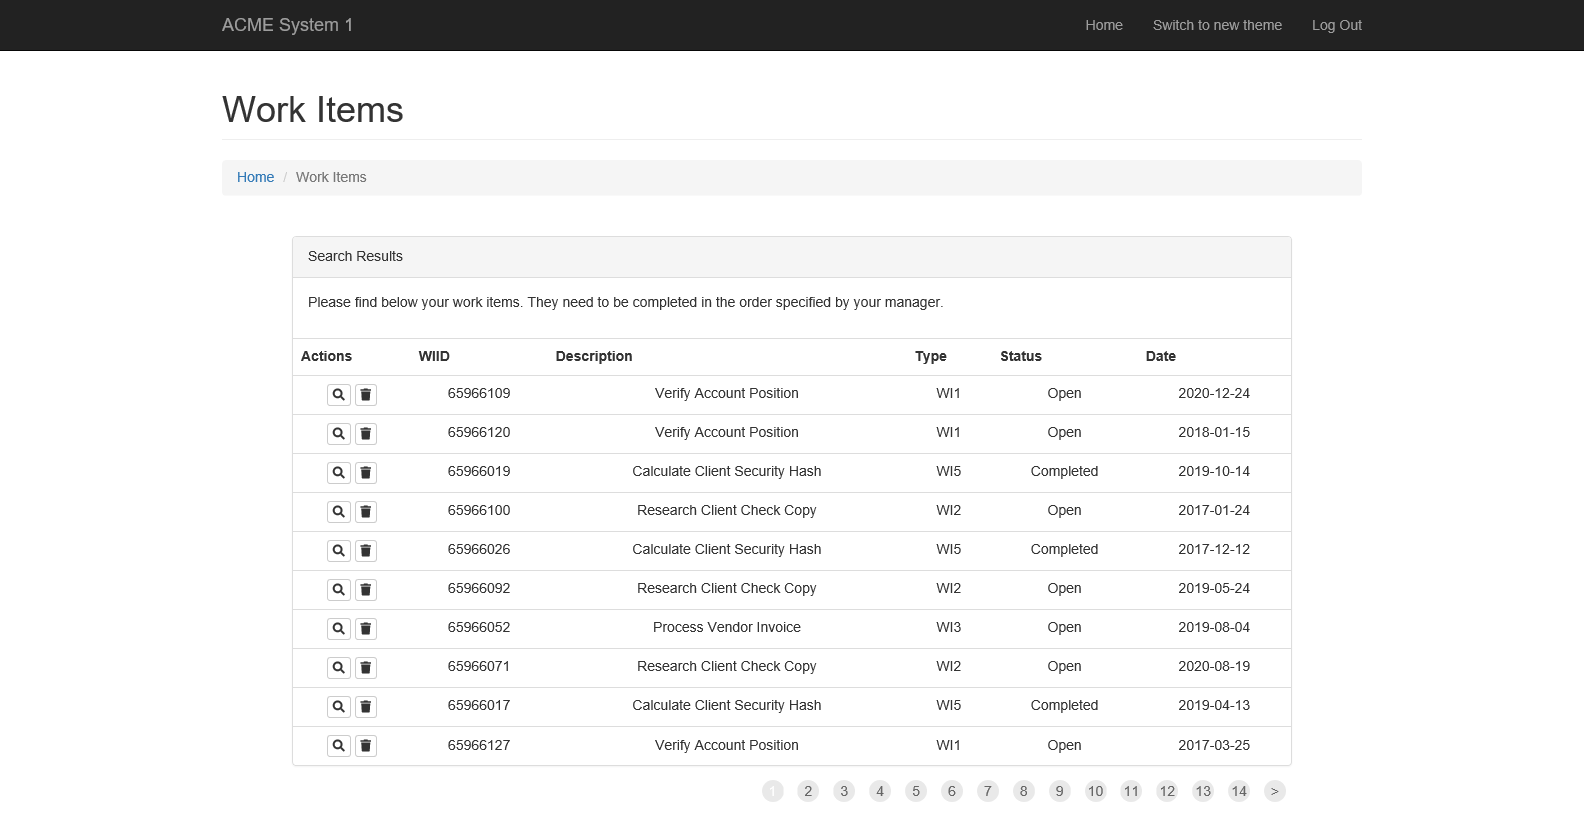 ACME System 1 Home Switch to new theme Log Out
Work Items
Home / Work Items
Search Results
Please find below your work items. They need to be completed in the order specified by your manager.
Actions WIID Description Type Status Date
65966109 Verify Account Position WI1 Open 2020-12-24
65966120 Verify Account Position WI1 Open 2018-01-15
65966019 Calculate Client Security Hash WI5 Completed 2019-10-14
65966100 Research Client Check Copy WI2 Open 2017-01-24
65966026 Calculate Client Security Hash WI5 Completed 2017-12-12
65966092 Research Client Check Copy WI2 Open 2019-05-24
65966052 Process Vendor Invoice WI3 Open 2019-08-04
65966071 Research Client Check Copy WI2 Open 2020-08-19
65966017 Calculate Client Security Hash WI5 Completed 2019-04-13
65966127 Verify Account Position WI1 Open 2017-03-25
1 2 3 4 5 6 7 8 9 10 11 12 13 14 >